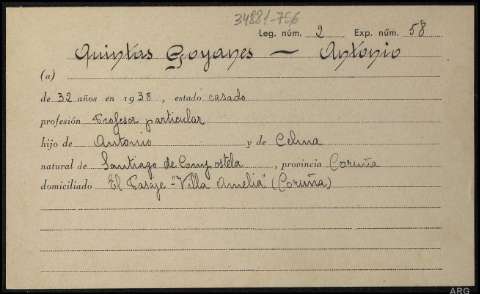 34881-756
Leg. núm. 2 Exp. núm. 58
Quintas Goyanes — Antonio
(a)
de 32 años en 1938, estado casado
profesión Profesor particular
hijo de Antonio y de Celina
natural de Santiago de Compostela, provincia Coruña
domiciliado El Pasaje - "Villa Amelia" (Coruña)
ARG